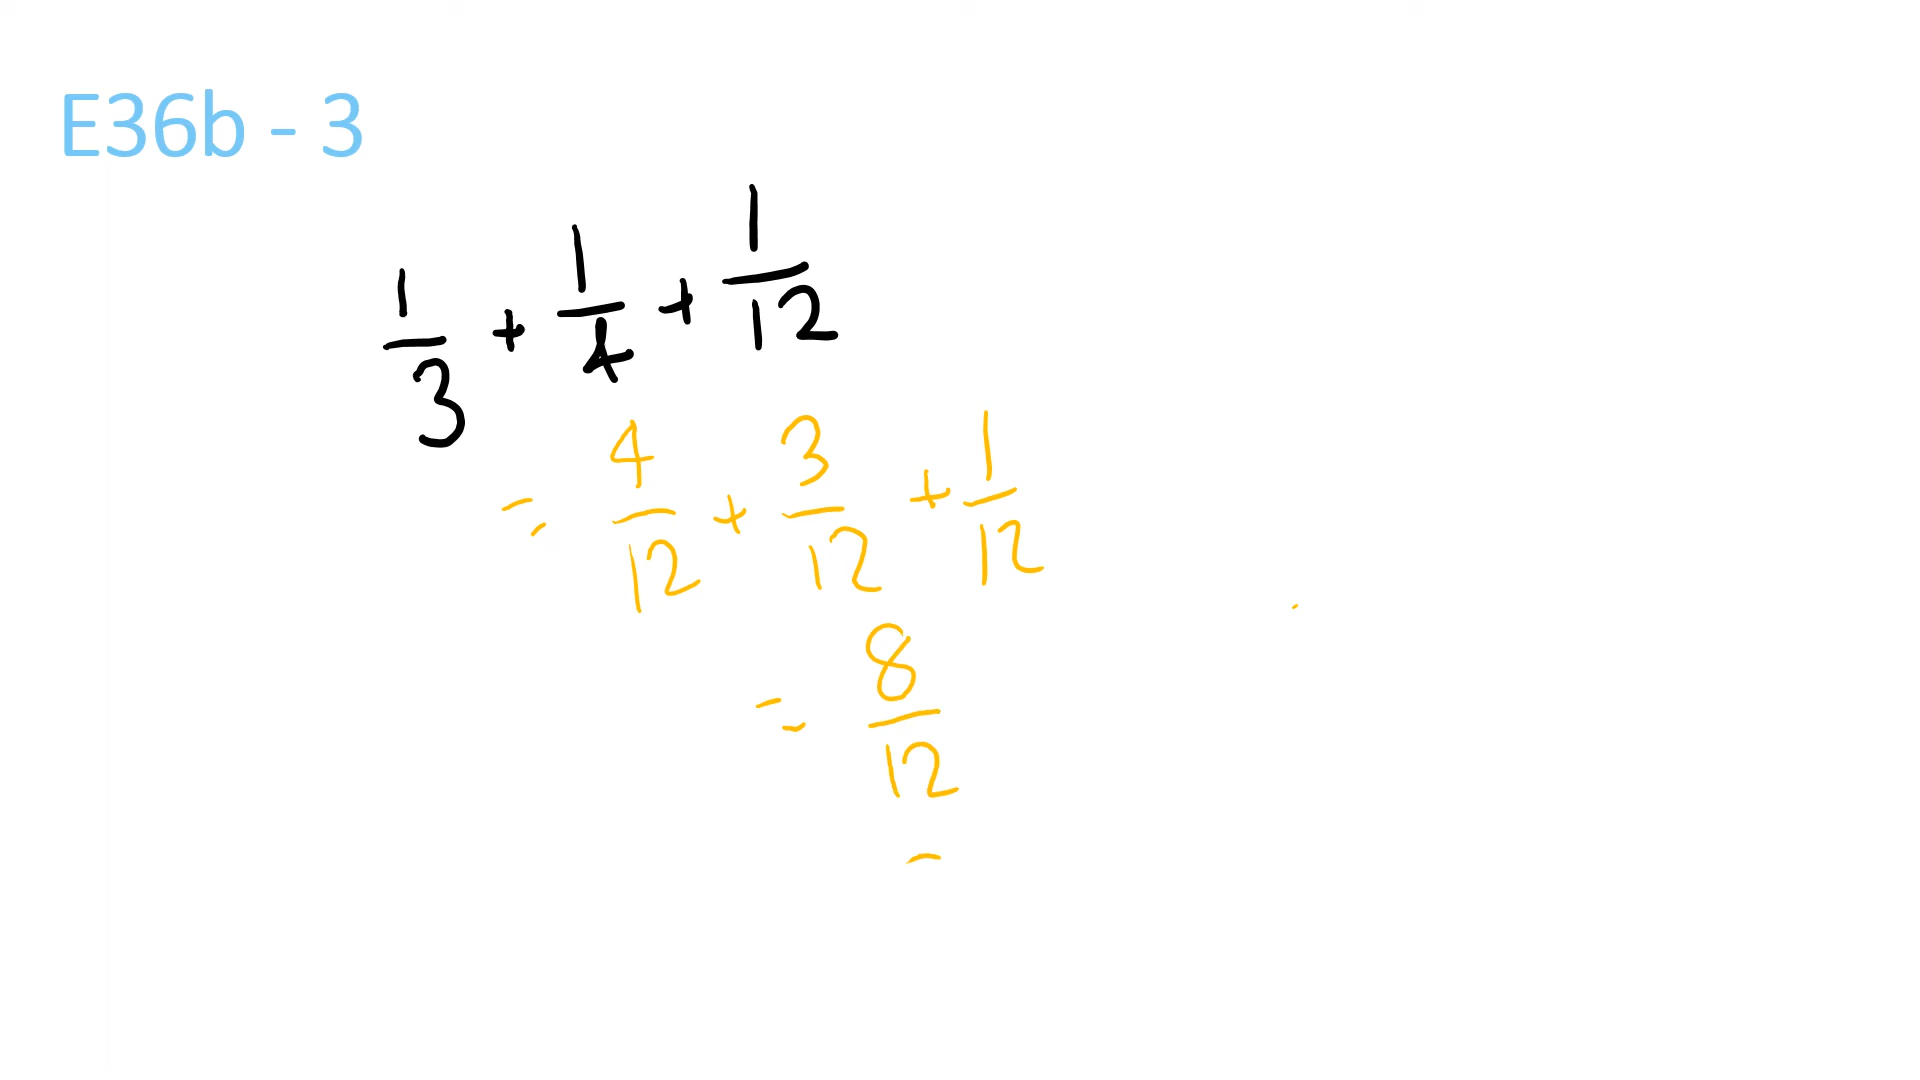 E36b - 3
1/3 + 1/4 + 1/12
= 4/12 + 3/12 + 1/12
= 8/12
-